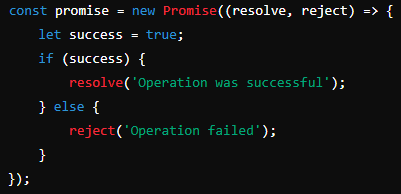 const promise = new Promise((resolve, reject) => {
    let success = true;
    if (success) {
        resolve('Operation was successful');
    } else {
        reject('Operation failed');
    }
});